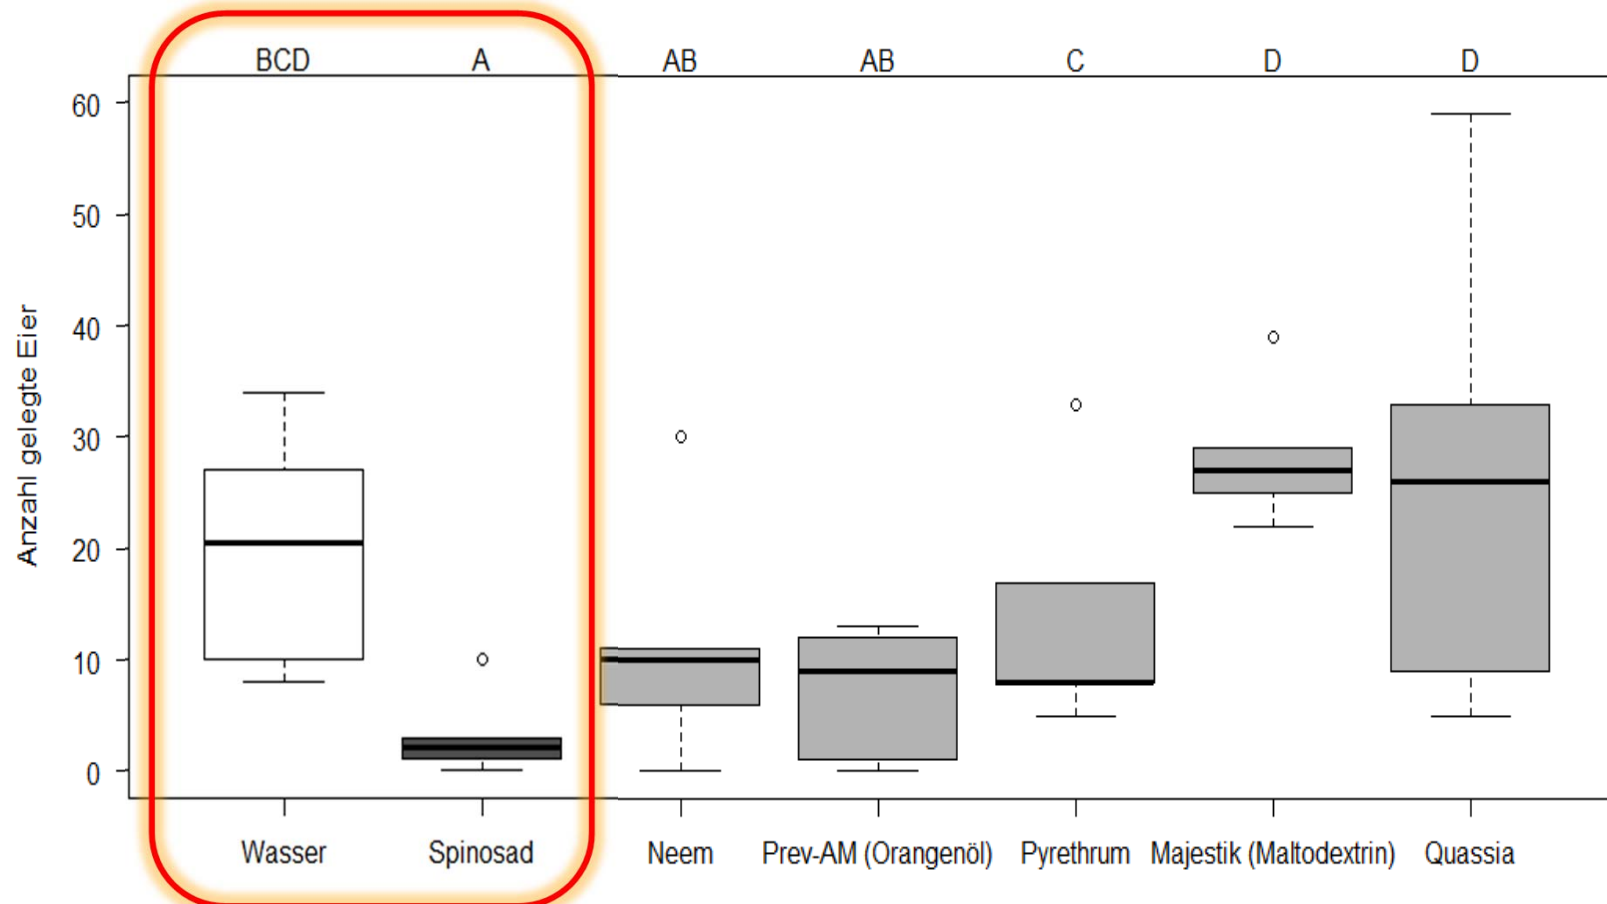 BCD A AB AB C D D
60
50
40
30
20
10
0
Anzahl gelegte Eier
Wasser Spinosad Neem Prev-AM (Orangenöl) Pyrethrum Majestik (Maltodextrin) Quassia